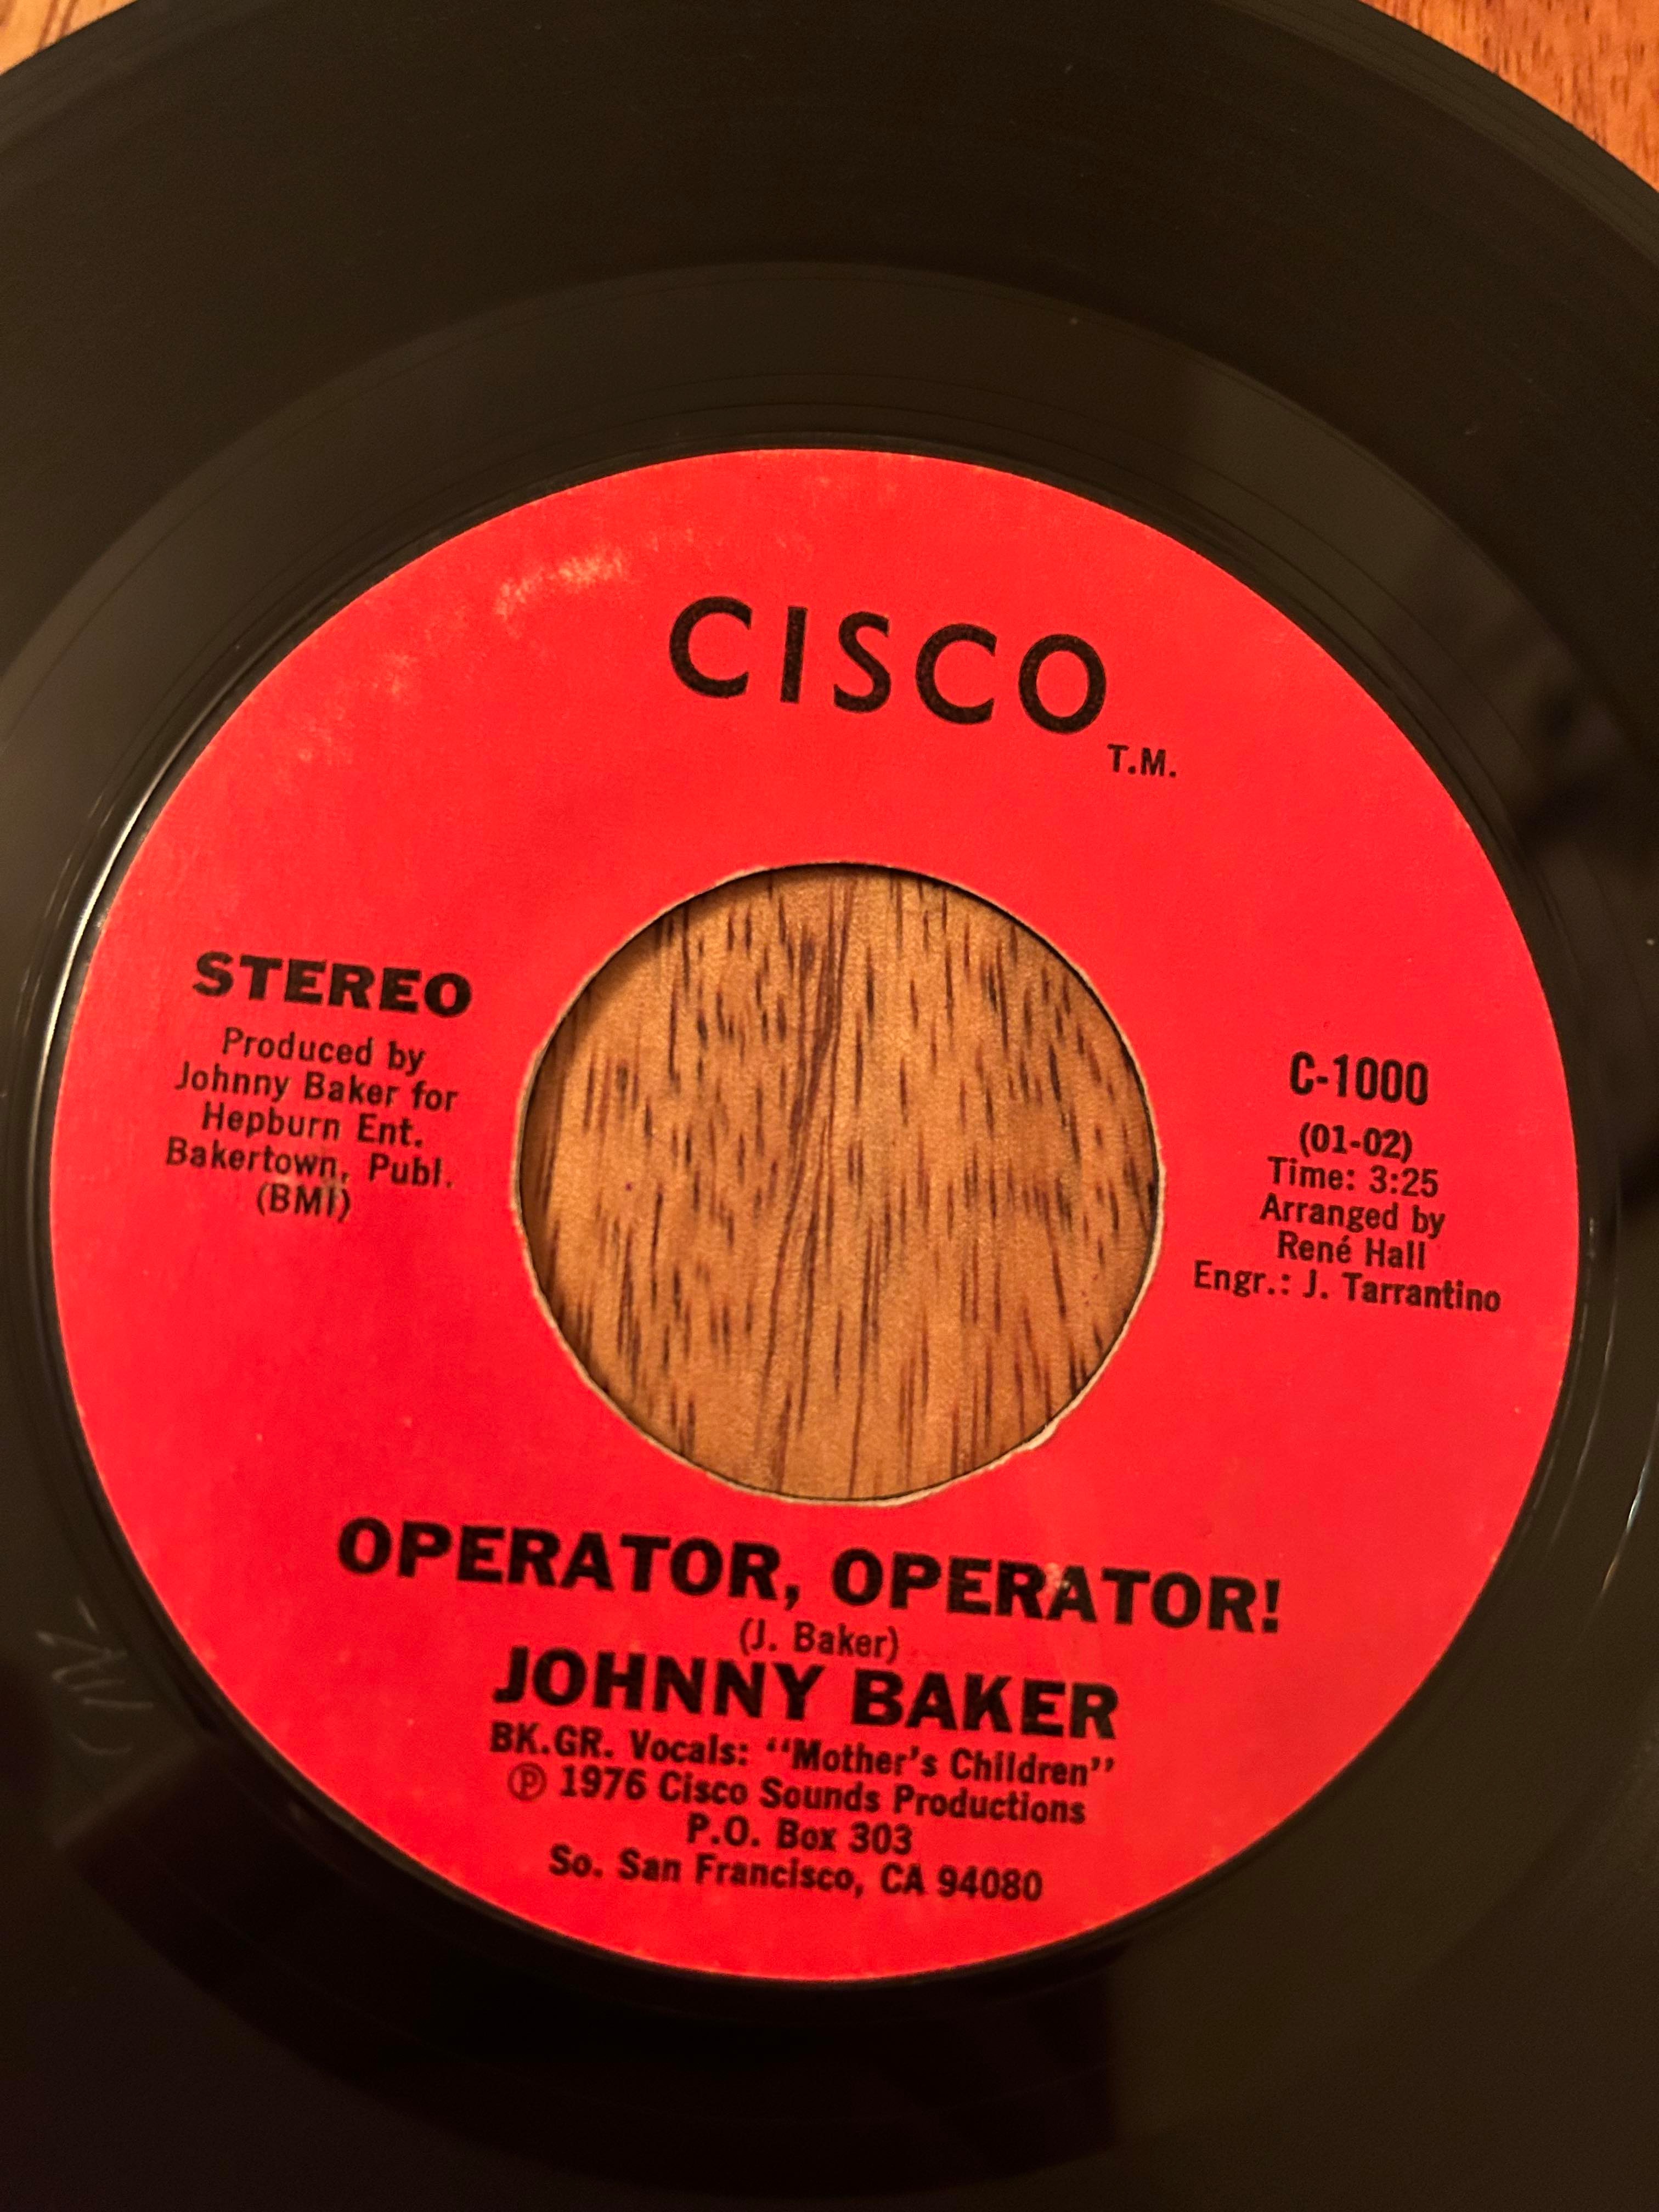 CISCO
T.M.
STEREO
Produced by
Johnny Baker for
Hepburn Ent.
Bakertown, Publ.
(BMI)
C-1000
(01-02)
Time: 3:25
Arranged by
René Hall
Engr.: J. Tarrantino
OPERATOR, OPERATOR!
(J. Baker)
JOHNNY BAKER
BK.GR. Vocals: “Mother’s Children”
℗ 1976 Cisco Sounds Productions
P.O. Box 303
So. San Francisco, CA 94080